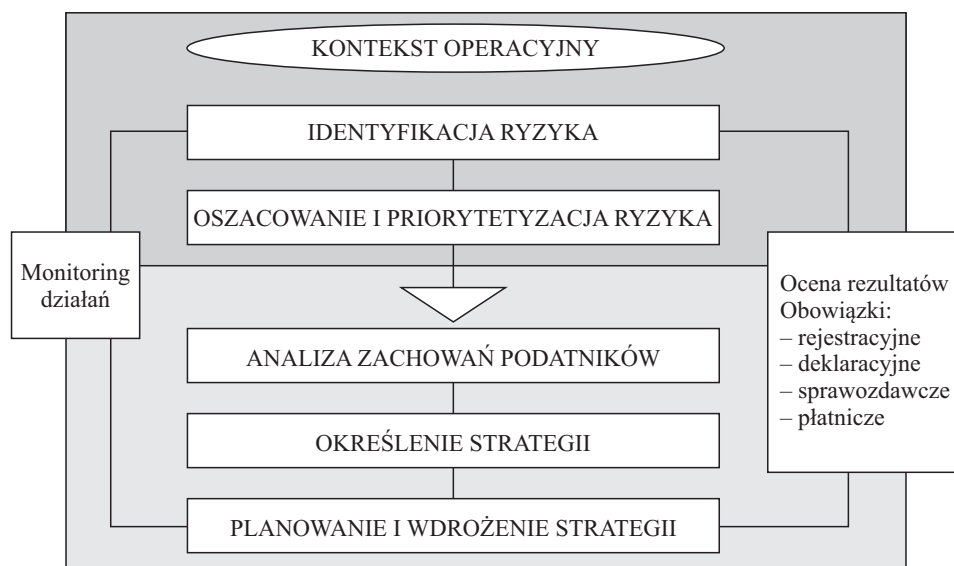 KONTEKST OPERACYJNY
IDENTYFIKACJA RYZYKA
OSZACOWANIE I PRIORYTETYZACJA RYZYKA
Monitoring
działań
Ocena rezultatów
Obowiązki:
– rejestracyjne
– deklaracyjne
– sprawozdawcze
– płatnicze
ANALIZA ZACHOWAŃ PODATNIKÓW
OKREŚLENIE STRATEGII
PLANOWANIE I WDROŻENIE STRATEGII